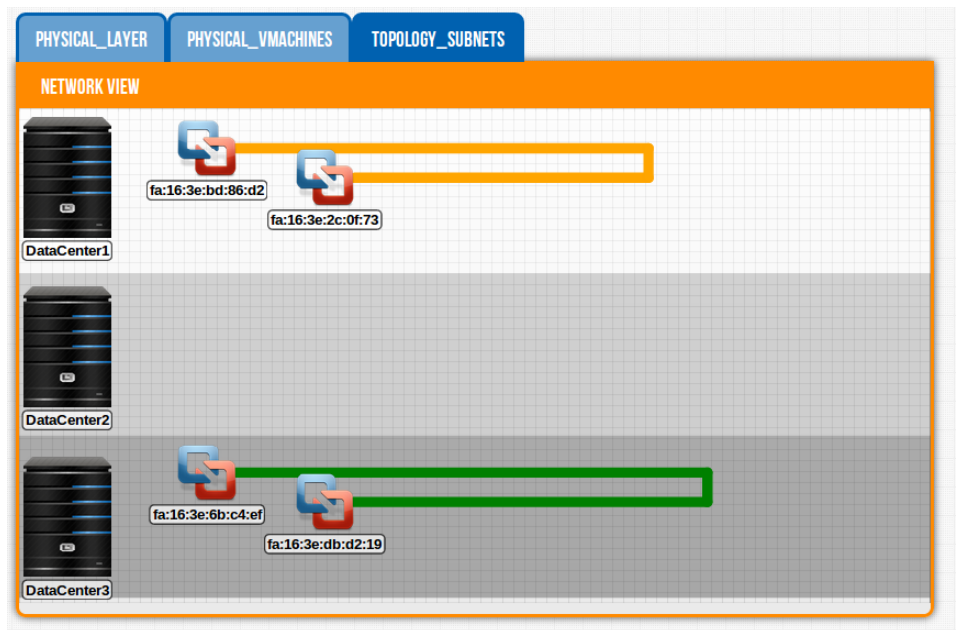 PHYSICAL_LAYER PHYSICAL_VMACHINES TOPOLOGY_SUBNETS
NETWORK VIEW
fa:16:3e:bd:86:d2
fa:16:3e:2c:0f:73
DataCenter1
DataCenter2
fa:16:3e:6b:c4:ef
fa:16:3e:db:d2:19
DataCenter3